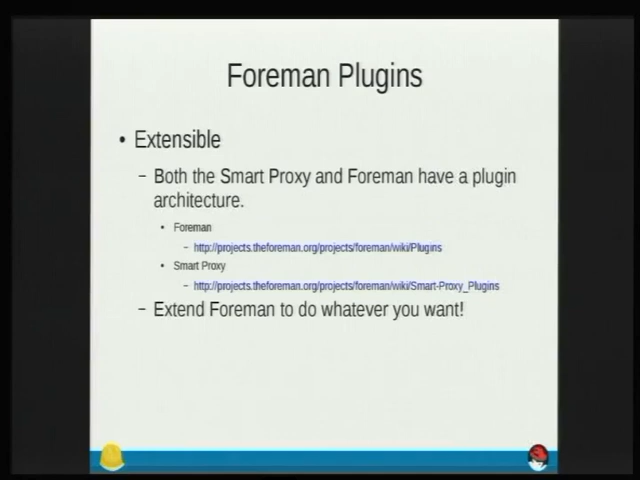 Foreman Plugins
• Extensible
– Both the Smart Proxy and Foreman have a plugin
architecture.
• Foreman
– http://projects.theforeman.org/projects/foreman/wiki/Plugins
• Smart Proxy
– http://projects.theforeman.org/projects/foreman/wiki/Smart-Proxy_Plugins
– Extend Foreman to do whatever you want!